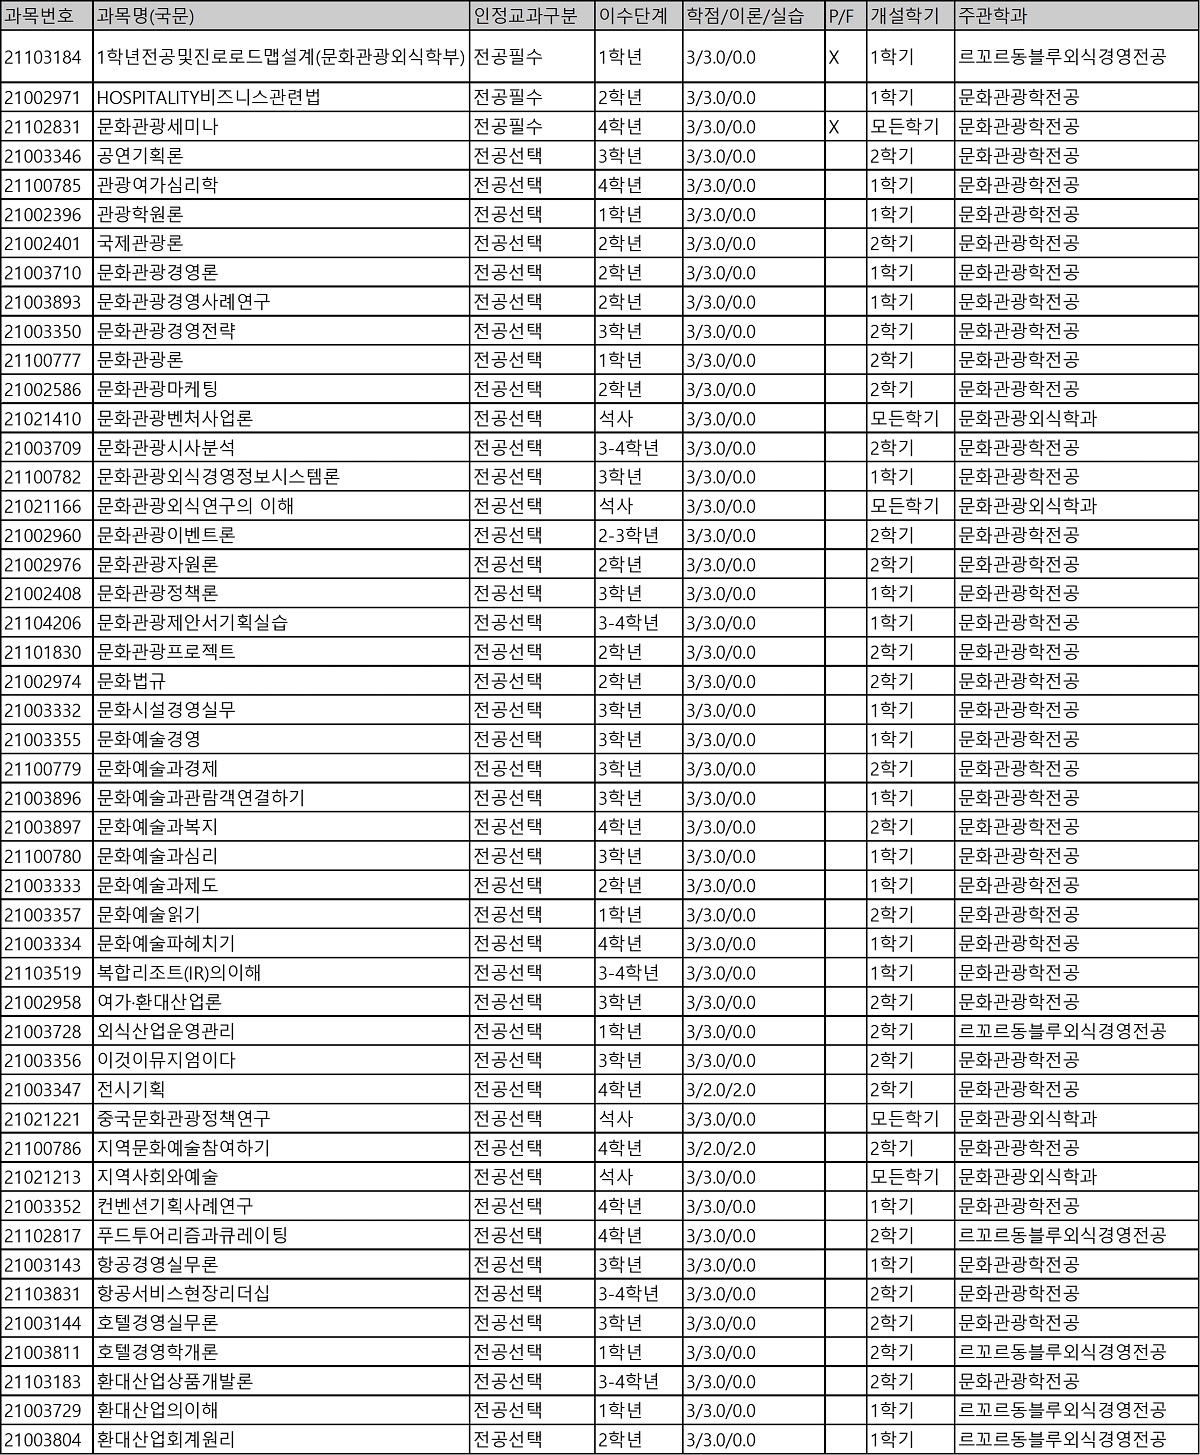 과목번호 과목명(국문) 인정교과구분 이수단계 학점/이론/실습 P/F 개설학기 주관학과
21103184 1학년전공및진로로드맵설계(문화관광외식학부) 전공필수 1학년 3/3.0/0.0 X 1학기 르꼬르동블루외식경영전공
21002971 HOSPITALITY비즈니스관련법 전공필수 2학년 3/3.0/0.0 1학기 문화관광학전공
21102831 문화관광세미나 전공필수 4학년 3/3.0/0.0 X 모든학기 문화관광학전공
21003346 공연기획론 전공선택 3학년 3/3.0/0.0 2학기 문화관광학전공
21100785 관광여가심리학 전공선택 4학년 3/3.0/0.0 1학기 문화관광학전공
21002396 관광학원론 전공선택 1학년 3/3.0/0.0 1학기 문화관광학전공
21002401 국제관광론 전공선택 2학년 3/3.0/0.0 2학기 문화관광학전공
21003710 문화관광경영론 전공선택 2학년 3/3.0/0.0 1학기 문화관광학전공
21003893 문화관광경영사례연구 전공선택 2학년 3/3.0/0.0 1학기 문화관광학전공
21003350 문화관광경영전략 전공선택 3학년 3/3.0/0.0 2학기 문화관광학전공
21100777 문화관광론 전공선택 1학년 3/3.0/0.0 2학기 문화관광학전공
21002586 문화관광마케팅 전공선택 2학년 3/3.0/0.0 2학기 문화관광학전공
21021410 문화관광벤처사업론 전공선택 석사 3/3.0/0.0 모든학기 문화관광외식학과
21003709 문화관광시사분석 전공선택 3-4학년 3/3.0/0.0 2학기 문화관광학전공
21100782 문화관광외식경영정보시스템론 전공선택 3학년 3/3.0/0.0 1학기 문화관광학전공
21021166 문화관광외식연구의 이해 전공선택 석사 3/3.0/0.0 모든학기 문화관광외식학과
21002960 문화관광이벤트론 전공선택 2-3학년 3/3.0/0.0 2학기 문화관광학전공
21002976 문화관광자원론 전공선택 2학년 3/3.0/0.0 2학기 문화관광학전공
21002408 문화관광정책론 전공선택 3학년 3/3.0/0.0 1학기 문화관광학전공
21104206 문화관광제안서기획실습 전공선택 3-4학년 3/3.0/0.0 1학기 문화관광학전공
21101830 문화관광프로젝트 전공선택 2학년 3/3.0/0.0 2학기 문화관광학전공
21002974 문화법규 전공선택 2학년 3/3.0/0.0 2학기 문화관광학전공
21003332 문화시설경영실무 전공선택 3학년 3/3.0/0.0 1학기 문화관광학전공
21003355 문화예술경영 전공선택 3학년 3/3.0/0.0 1학기 문화관광학전공
21100779 문화예술과경제 전공선택 3학년 3/3.0/0.0 2학기 문화관광학전공
21003896 문화예술과관람객연결하기 전공선택 3학년 3/3.0/0.0 1학기 문화관광학전공
21003897 문화예술과복지 전공선택 4학년 3/3.0/0.0 2학기 문화관광학전공
21100780 문화예술과심리 전공선택 3학년 3/3.0/0.0 1학기 문화관광학전공
21003333 문화예술과제도 전공선택 2학년 3/3.0/0.0 1학기 문화관광학전공
21003357 문화예술읽기 전공선택 1학년 3/3.0/0.0 2학기 문화관광학전공
21003334 문화예술파헤치기 전공선택 4학년 3/3.0/0.0 1학기 문화관광학전공
21103519 복합리조트(IR)의이해 전공선택 3-4학년 3/3.0/0.0 1학기 문화관광학전공
21002958 여가·환대산업론 전공선택 3학년 3/3.0/0.0 2학기 문화관광학전공
21003728 외식산업운영관리 전공선택 1학년 3/3.0/0.0 2학기 르꼬르동블루외식경영전공
21003356 이것이뮤지엄이다 전공선택 3학년 3/3.0/0.0 2학기 문화관광학전공
21003347 전시기획 전공선택 4학년 3/2.0/2.0 2학기 문화관광학전공
21021221 중국문화관광정책연구 전공선택 석사 3/3.0/0.0 모든학기 문화관광외식학과
21100786 지역문화예술참여하기 전공선택 4학년 3/2.0/2.0 2학기 문화관광학전공
21021213 지역사회와예술 전공선택 석사 3/3.0/0.0 모든학기 문화관광외식학과
21003352 컨벤션기획사례연구 전공선택 4학년 3/3.0/0.0 1학기 문화관광학전공
21102817 푸드투어리즘과큐레이팅 전공선택 4학년 3/3.0/0.0 2학기 르꼬르동블루외식경영전공
21003143 항공경영실무론 전공선택 3학년 3/3.0/0.0 1학기 문화관광학전공
21103831 항공서비스현장리더십 전공선택 3-4학년 3/3.0/0.0 2학기 문화관광학전공
21003144 호텔경영실무론 전공선택 3학년 3/3.0/0.0 2학기 문화관광학전공
21003811 호텔경영학개론 전공선택 1학년 3/3.0/0.0 2학기 르꼬르동블루외식경영전공
21103183 환대산업상품개발론 전공선택 3-4학년 3/3.0/0.0 2학기 문화관광학전공
21003729 환대산업의이해 전공선택 1학년 3/3.0/0.0 1학기 르꼬르동블루외식경영전공
21003804 환대산업회계원리 전공선택 2학년 3/3.0/0.0 1학기 르꼬르동블루외식경영전공